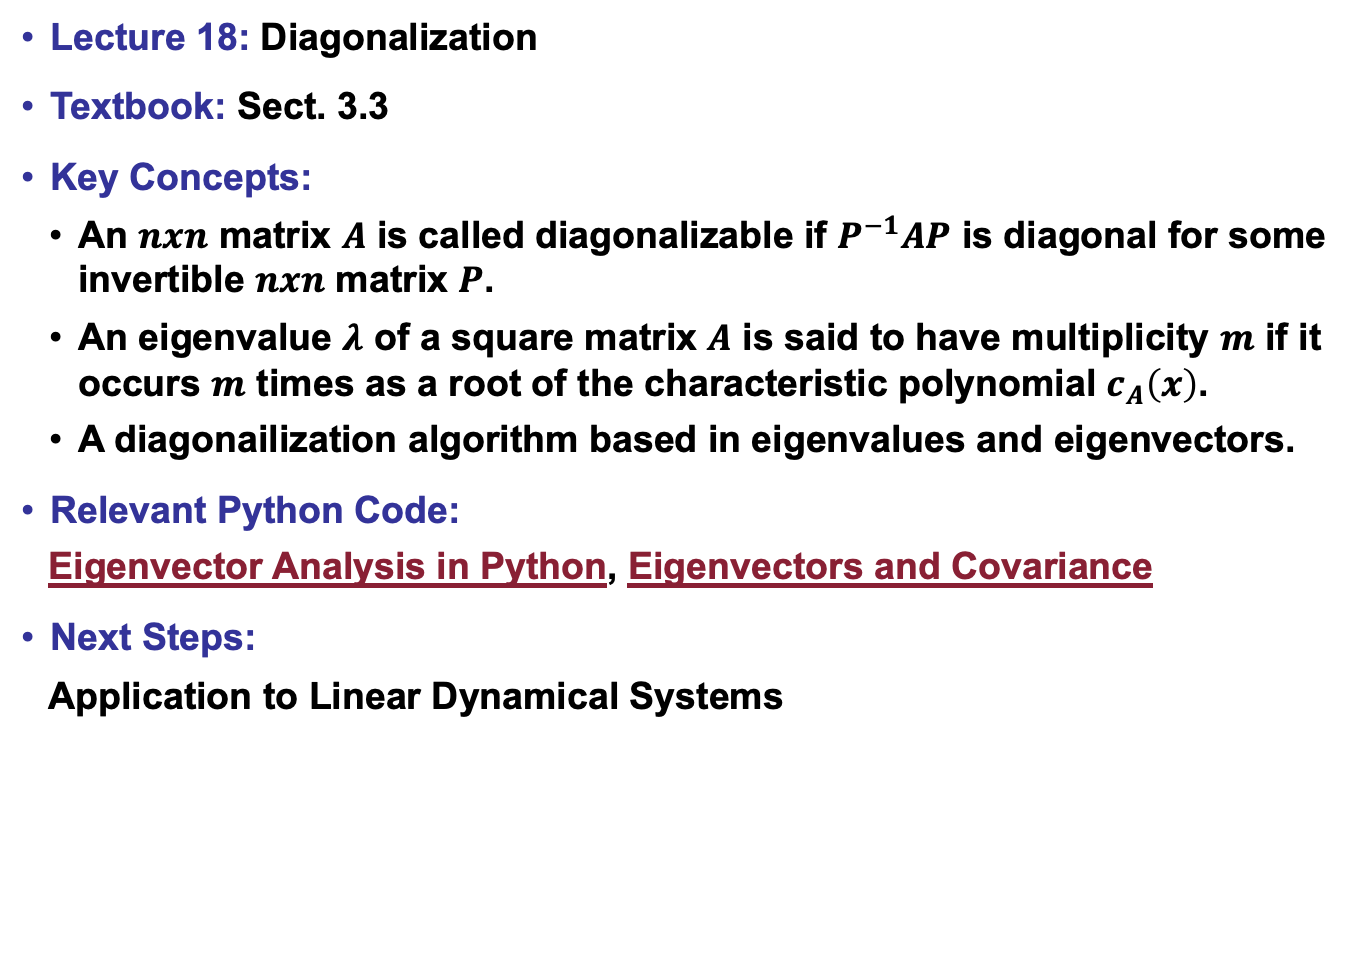 • Lecture 18: Diagonalization
• Textbook: Sect. 3.3
• Key Concepts:
• An nxn matrix A is called diagonalizable if P⁻¹AP is diagonal for some
invertible nxn matrix P.
• An eigenvalue λ of a square matrix A is said to have multiplicity m if it
occurs m times as a root of the characteristic polynomial c_A(x).
• A diagonailization algorithm based in eigenvalues and eigenvectors.
• Relevant Python Code:
Eigenvector Analysis in Python, Eigenvectors and Covariance
• Next Steps:
Application to Linear Dynamical Systems